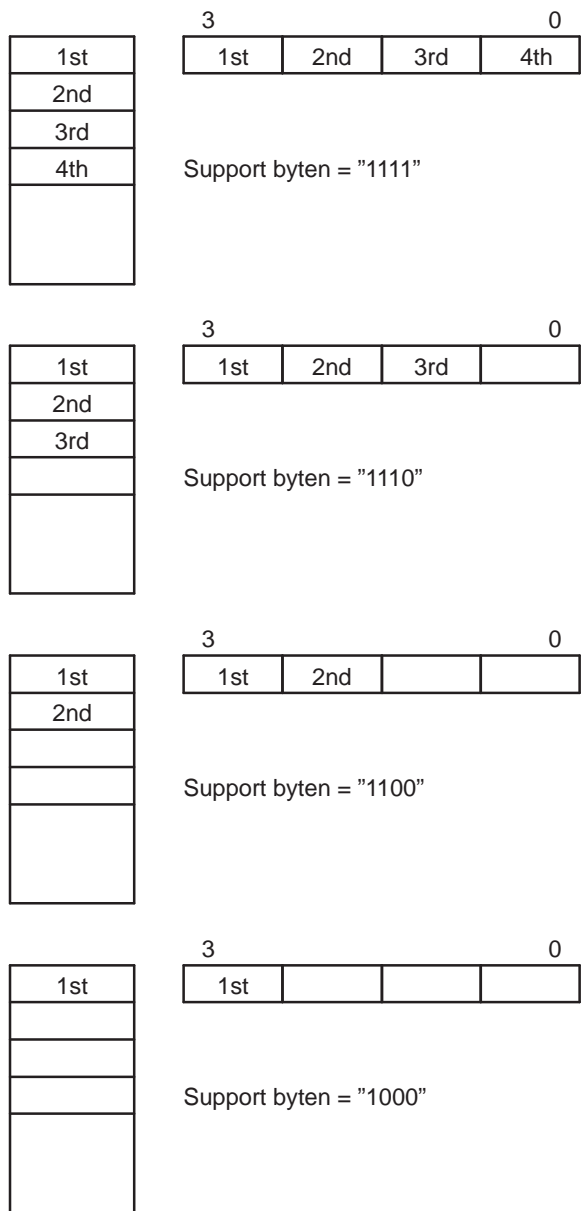 3 0
1st 1st 2nd 3rd 4th
2nd
3rd
4th Support byten = ”1111”
3 0
1st 1st 2nd 3rd
2nd
3rd
Support byten = ”1110”
3 0
1st 1st 2nd
2nd
Support byten = ”1100”
3 0
1st 1st
Support byten = ”1000”